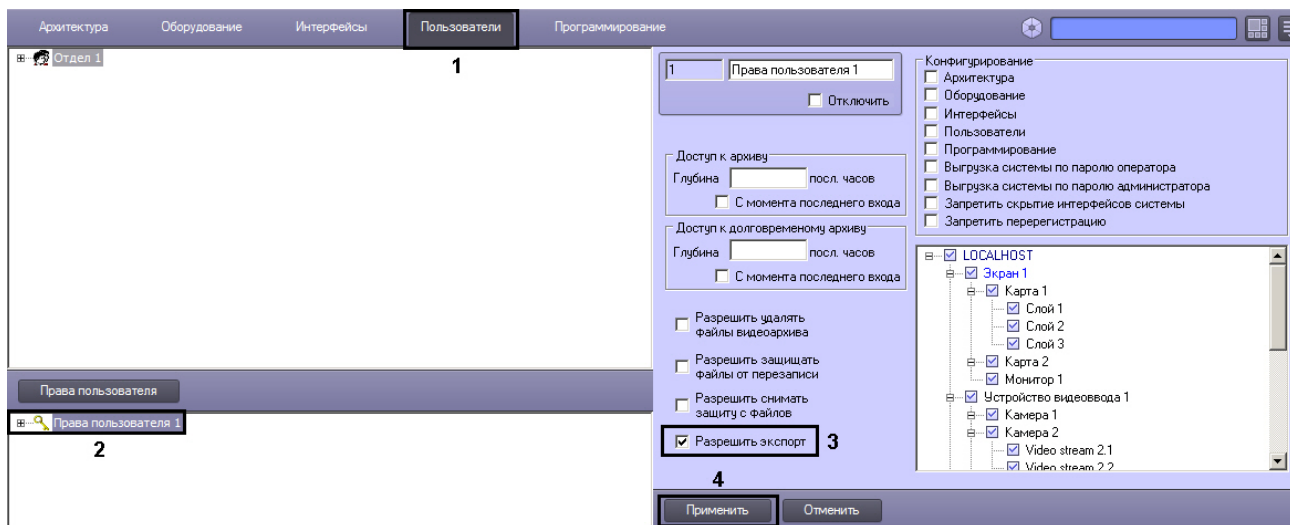 Архитектура Оборудование Интерфейсы Пользователи Программирование
1
Отдел 1
Права пользователя
Права пользователя 1
2
1 Права пользователя 1
Отключить
Доступ к архиву
Глубина посл. часов
С момента последнего входа
Доступ к долговременому архиву
Глубина посл. часов
С момента последнего входа
Разрешить удалять
файлы видеоархива
Разрешить защищать
файлы от перезаписи
Разрешить снимать
защиту с файлов
Разрешить экспорт 3
4
Применить Отменить
Конфигурирование
Архитектура
Оборудование
Интерфейсы
Пользователи
Программирование
Выгрузка системы по паролю оператора
Выгрузка системы по паролю администратора
Запретить скрытие интерфейсов системы
Запретить перерегистрацию
LOCALHOST
Экран 1
Карта 1
Слой 1
Слой 2
Слой 3
Карта 2
Монитор 1
Устройство видеоввода 1
Камера 1
Камера 2
Video stream 2.1
Video stream 2.2